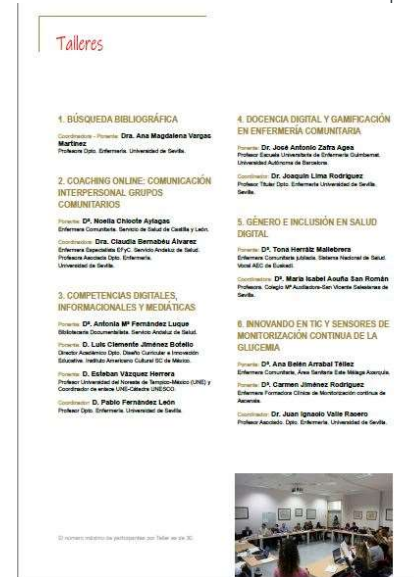 Talleres
1. BÚSQUEDA BIBLIOGRÁFICA
Coordinadora - Ponente: Dra. Ana Magdalena Vargas
Martínez
Profesora Dpto. Enfermería. Universidad de Sevilla.
2. COACHING ONLINE: COMUNICACIÓN
INTERPERSONAL GRUPOS
COMUNITARIOS
Ponente: Dª. Noelia Chicote Aylagas
Enfermera Comunitaria. Servicio de Salud de Castilla y León.
Coordinadora: Dra. Claudia Bernabéu Álvarez
Enfermera Especialista EFyC. Servicio Andaluz de Salud.
Profesora Asociada Dpto. Enfermería.
Universidad de Sevilla.
3. COMPETENCIAS DIGITALES,
INFORMACIONALES Y MEDIÁTICAS
Ponente: Dª. Antonia Mª Fernández Luque
Bibliotecaria Documentalista. Servicio Andaluz de Salud.
Ponente: D. Luis Clemente Jiménez Botello
Director Académico Dpto. Diseño Curricular e Innovación
Educativa. Instituto Americano Cultural SC de México.
Ponente: D. Esteban Vázquez Herrera
Profesor Universidad del Noreste de Tampico-México (UNE) y
Coordinador de enlace UNE-Cátedra UNESCO.
Coordinador: D. Pablo Fernández León
Profesor Dpto. Enfermería. Universidad de Sevilla
El número máximo de participantes por Taller es de 30.
4. DOCENCIA DIGITAL Y GAMIFICACIÓN
EN ENFERMERÍA COMUNITARIA
Ponente: Dr. José Antonio Zafra Agea
Profesor Escuela Universitaria de Enfermería Gimbernat.
Universidad Autónoma de Barcelona.
Coordinador: Dr. Joaquín Lima Rodríguez
Profesor Titular Dpto. Enfermería Universidad de Sevilla.
Sevilla.
5. GÉNERO E INCLUSIÓN EN SALUD
DIGITAL
Ponente: Dª. Tona Herráiz Mallebrera
Enfermera Comunitaria jubilada. Sistema Nacional de Salud.
Vocal AEC de Euskadi.
Coordinadora: Dª. María Isabel Acuña San Román
Profesora. Colegio Mª Auxiliadora-San Vicente Salesianas de
Sevilla.
6. INNOVANDO EN TIC Y SENSORES DE
MONITORIZACIÓN CONTINUA DE LA
GLUCEMIA
Ponente: Dª. Ana Belén Arrabal Téllez
Enfermera Comunitaria, Área Sanitaria Este Málaga Axarquía.
Ponente: Dª. Carmen Jiménez Rodríguez
Enfermera Formadora Clínica de Monitorización continua de
Ascensia.
Coordinador: Dr. Juan Ignacio Valle Racero
Profesor Asociado. Dpto. Enfermería. Universidad de Sevilla.